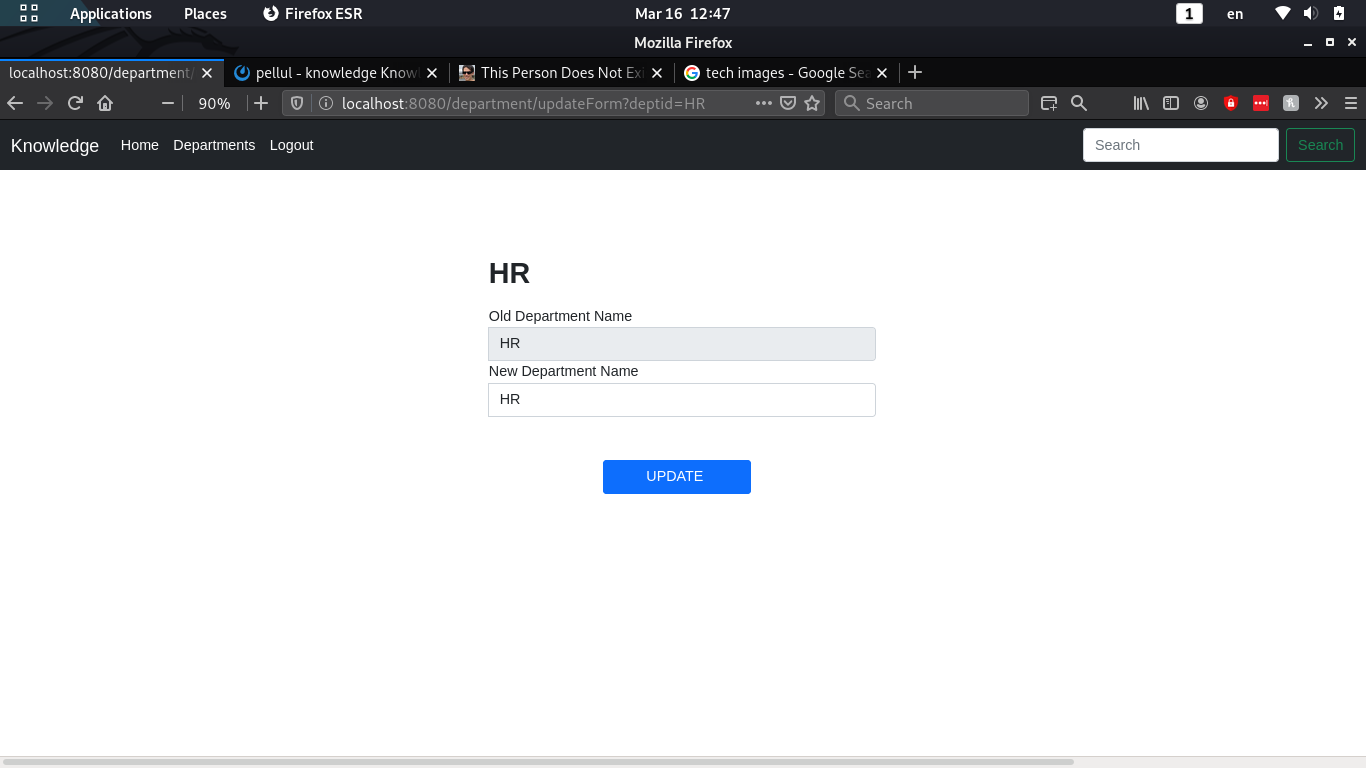 Applications Places Firefox ESR Mar 16 12:47 1 en
Mozilla Firefox
localhost:8080/department/ pellul - knowledge Know This Person Does Not Exi tech images - Google Sea
90% localhost:8080/department/updateForm?deptid=HR Search
Knowledge Home Departments Logout Search Search
HR
Old Department Name
HR
New Department Name
HR
UPDATE